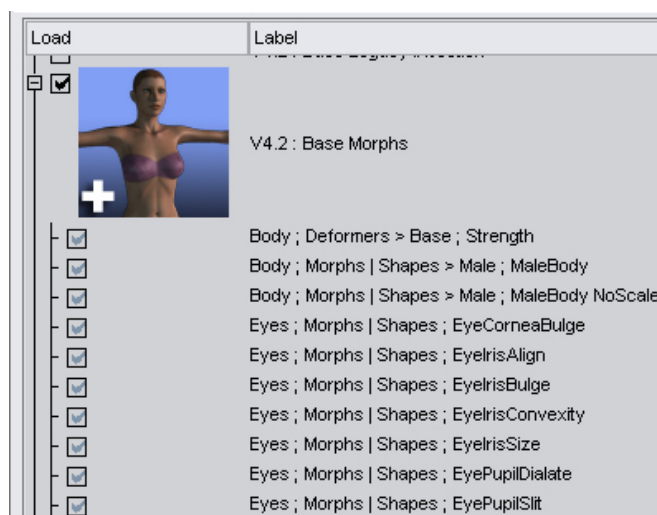 Load Label
V4.2 : Base Morphs
Body ; Deformers > Base ; Strength
Body ; Morphs | Shapes > Male ; MaleBody
Body ; Morphs | Shapes > Male ; MaleBody NoScale
Eyes ; Morphs | Shapes ; EyeCorneaBulge
Eyes ; Morphs | Shapes ; EyeIrisAlign
Eyes ; Morphs | Shapes ; EyeIrisBulge
Eyes ; Morphs | Shapes ; EyeIrisConvexity
Eyes ; Morphs | Shapes ; EyeIrisSize
Eyes ; Morphs | Shapes ; EyePupilDialate
Eyes ; Morphs | Shapes ; EyePupilSlit